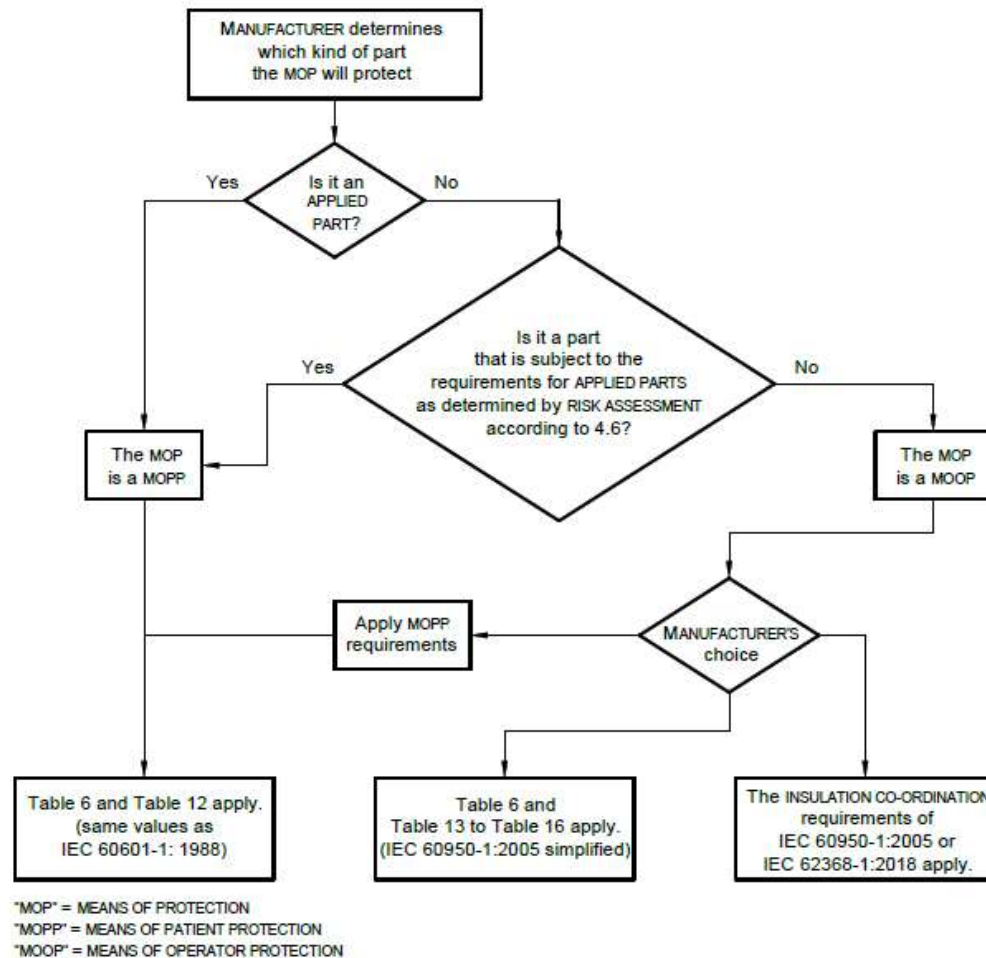 MANUFACTURER determines
which kind of part
the MOP will protect
Yes
Is it an
APPLIED
PART?
No
Is it a part
that is subject to the
requirements for APPLIED PARTS
as determined by RISK ASSESSMENT
according to 4.6?
Yes
No
The MOP
is a MOPP
The MOP
is a MOOP
Apply MOPP
requirements
MANUFACTURER'S
choice
Table 6 and Table 12 apply.
(same values as
IEC 60601-1: 1988)
Table 6 and
Table 13 to Table 16 apply.
(IEC 60950-1:2005 simplified)
The INSULATION CO-ORDINATION
requirements of
IEC 60950-1:2005 or
IEC 62368-1:2018 apply.
"MOP" = MEANS OF PROTECTION
"MOPP" = MEANS OF PATIENT PROTECTION
"MOOP" = MEANS OF OPERATOR PROTECTION